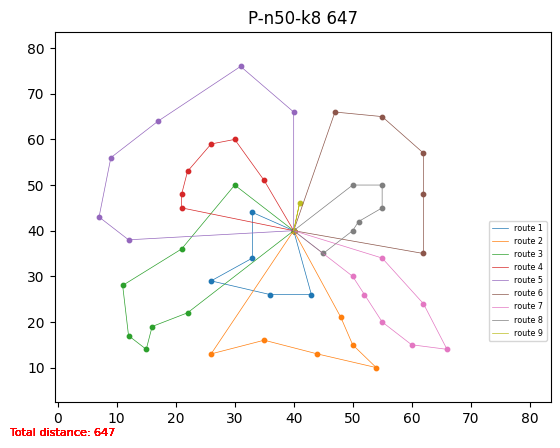 P-n50-k8 647
80
70
60
50
40
30
20
10
0 10 20 30 40 50 60 70 80
route 1
route 2
route 3
route 4
route 5
route 6
route 7
route 8
route 9
Total distance: 647